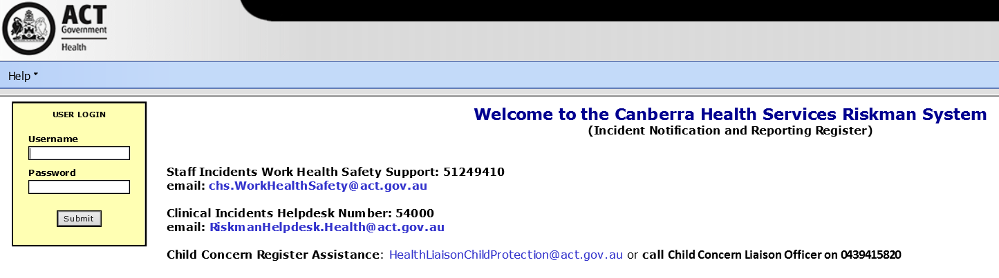 ACT
Government
Health
Help
USER LOGIN
Username
Password
Submit
Welcome to the Canberra Health Services Riskman System
(Incident Notification and Reporting Register)
Staff Incidents Work Health Safety Support: 51249410
email: chs.WorkHealthSafety@act.gov.au
Clinical Incidents Helpdesk Number: 54000
email: RiskmanHelpdesk.Health@act.gov.au
Child Concern Register Assistance: HealthLiaisonChildProtection@act.gov.au or call Child Concern Liaison Officer on 0439415820